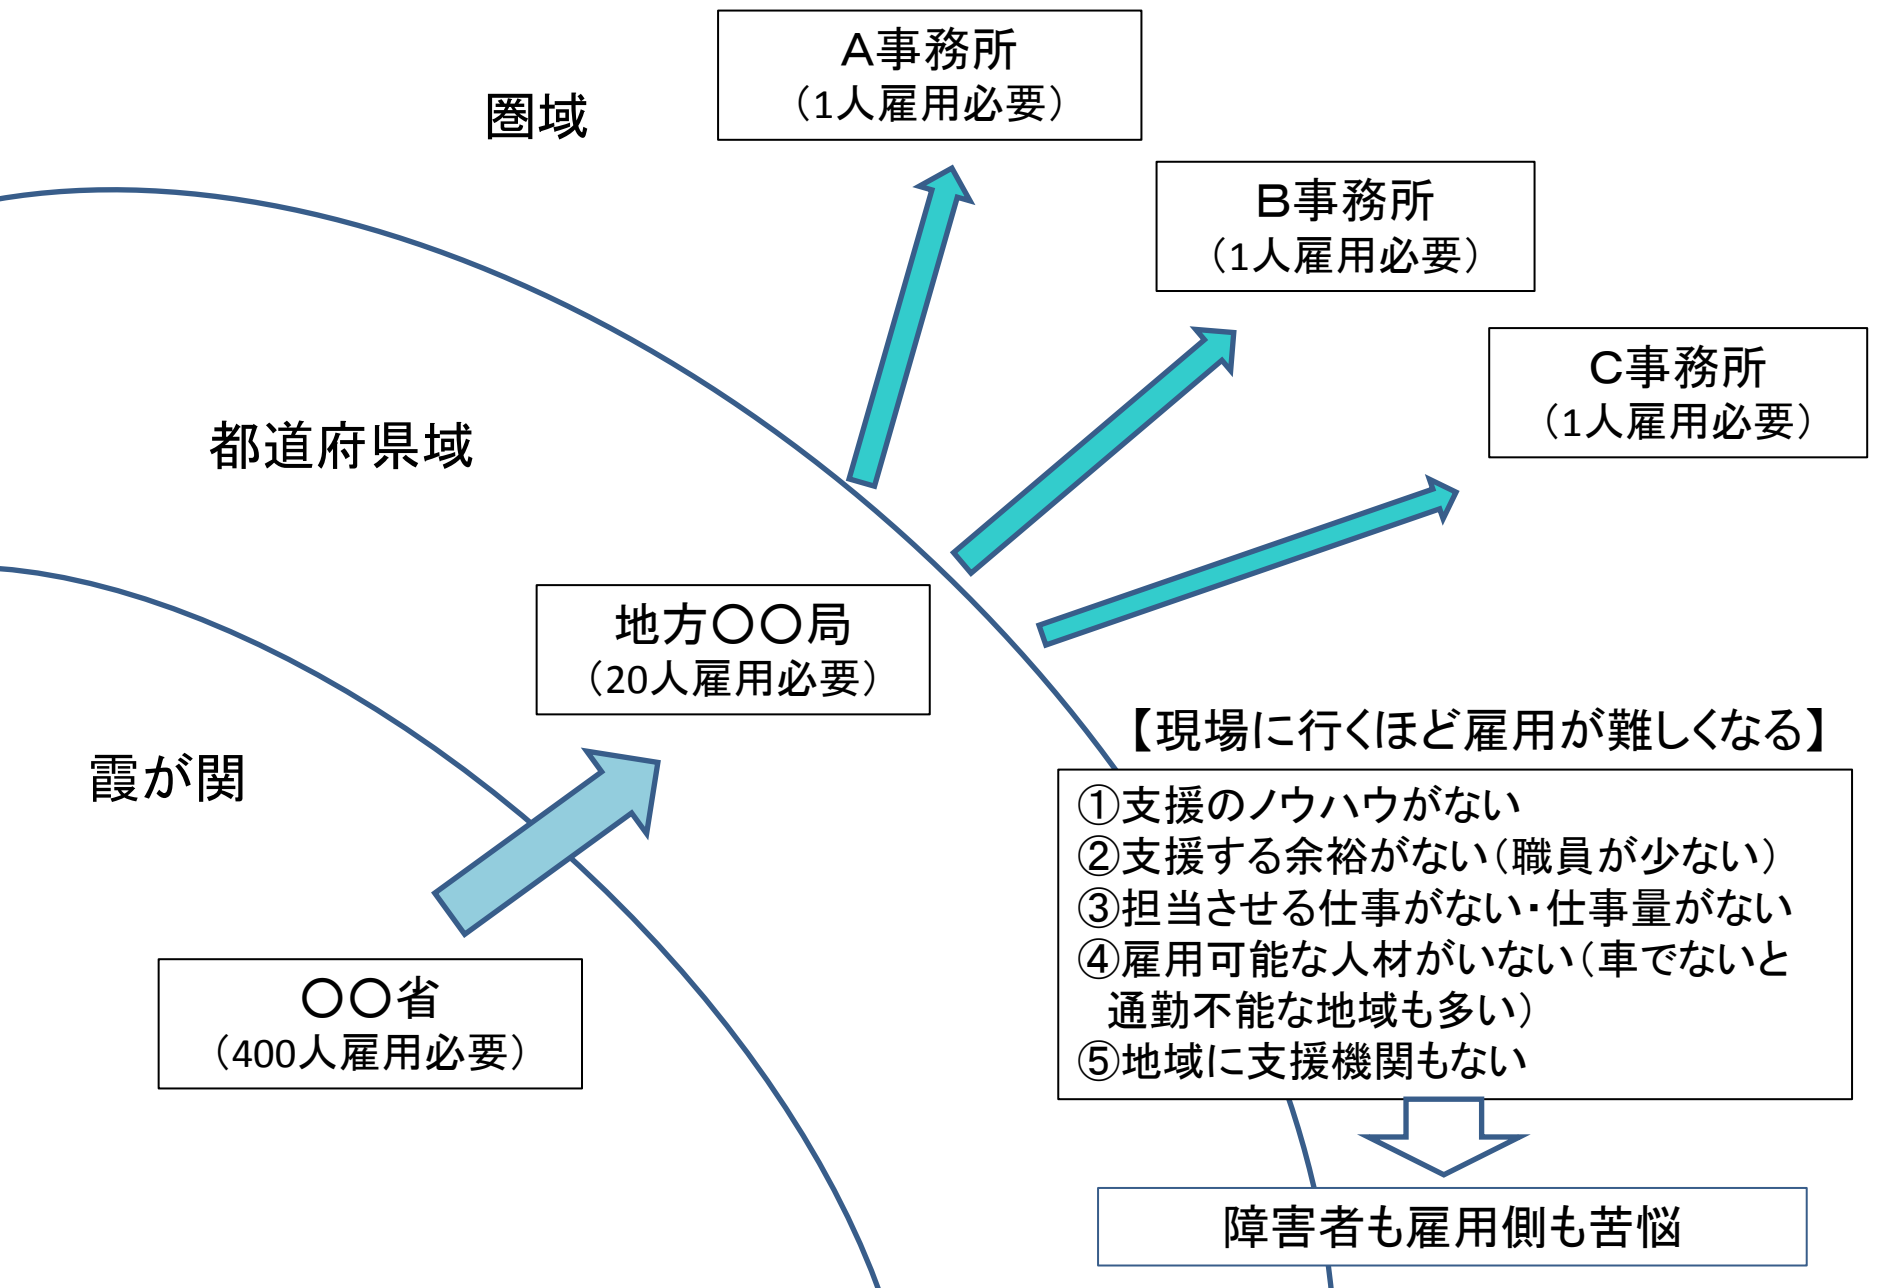 A事務所
（1人雇用必要）
圏域
B事務所
（1人雇用必要）
C事務所
（1人雇用必要）
都道府県域
地方〇〇局
（20人雇用必要）
霞が関
〇〇省
（400人雇用必要）
【現場に行くほど雇用が難しくなる】
①支援のノウハウがない
②支援する余裕がない（職員が少ない）
③担当させる仕事がない・仕事量がない
④雇用可能な人材がいない（車でないと
通勤不能な地域も多い）
⑤地域に支援機関もない
障害者も雇用側も苦悩